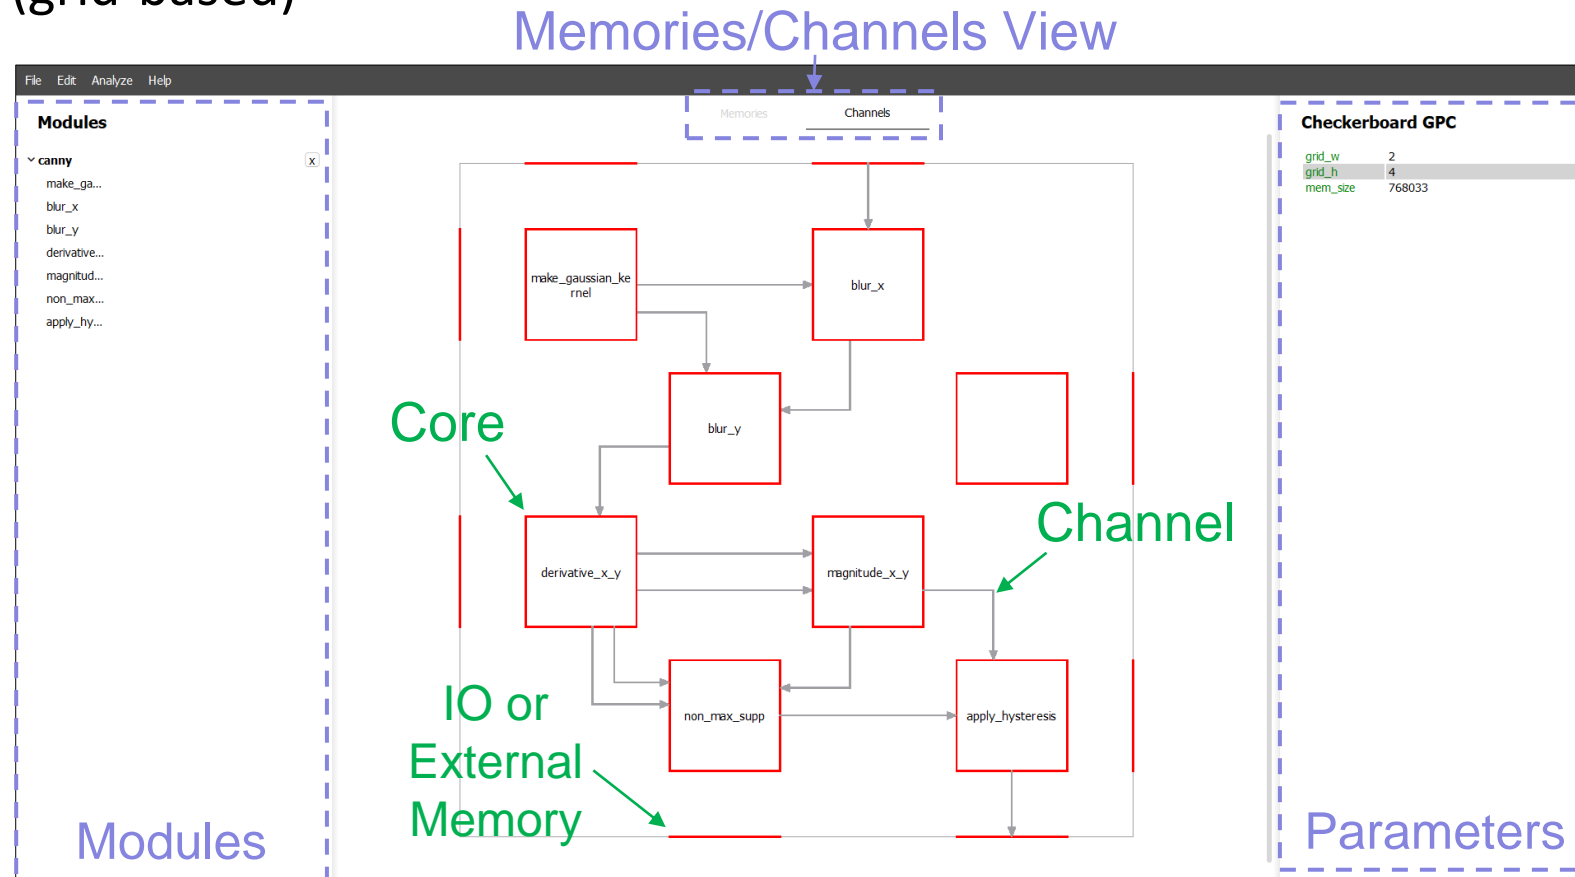 (grid-based)
Memories/Channels View
File Edit Analyze Help
Modules
canny
x
make_ga...
blur_x
blur_y
derivative...
magnitud...
non_max...
apply_hy...
Modules
Memories
Channels
make_gaussian_ke
rnel
blur_x
blur_y
Core
Channel
derivative_x_y
magnitude_x_y
IO or
External
Memory
non_max_supp
apply_hysteresis
Checkerboard GPC
grid_w 2
grid_h 4
mem_size 768033
Parameters